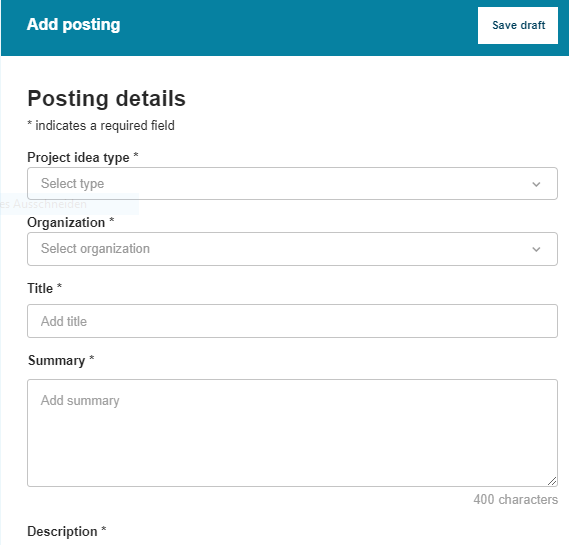 Add posting
Save draft
Posting details
* indicates a required field
Project idea type *
Select type
es Ausschneiden
Organization *
Select organization
Title *
Add title
Summary *
Add summary
400 characters
Description *